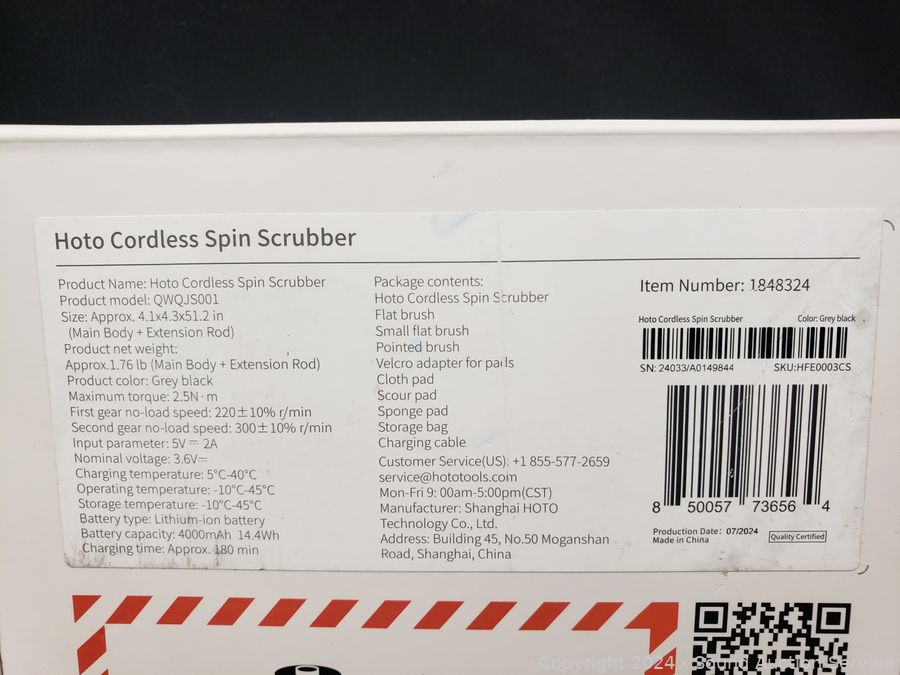 Hoto Cordless Spin Scrubber
Product Name: Hoto Cordless Spin Scrubber
Product model: QWQJS001
Size: Approx. 4.1x4.3x51.2 in
(Main Body + Extension Rod)
Product net weight:
Approx.1.76 lb (Main Body + Extension Rod)
Product color: Grey black
Maximum torque: 2.5N·m
First gear no-load speed: 220±10% r/min
Second gear no-load speed: 300±10% r/min
Input parameter: 5V ⎓ 2A
Nominal voltage: 3.6V⎓
Charging temperature: 5°C-40°C
Operating temperature: -10°C-45°C
Storage temperature: -10°C-45°C
Battery type: Lithium-ion battery
Battery capacity: 4000mAh 14.4Wh
Charging time: Approx. 180 min
Package contents:
Hoto Cordless Spin Scrubber
Flat brush
Small flat brush
Pointed brush
Velcro adapter for pads
Cloth pad
Scour pad
Sponge pad
Storage bag
Charging cable
Customer Service(US): +1 855-577-2659
service@hototools.com
Mon-Fri 9: 00am-5:00pm(CST)
Manufacturer: Shanghai HOTO
Technology Co., Ltd.
Address: Building 45, No.50 Moganshan
Road, Shanghai, China
Item Number: 1848324
Hoto Cordless Spin Scrubber Color: Grey black
SN: 24033/A0149844 SKU:HFE0003CS
8 50057 73656 4
Production Date: 07/2024
Made in China
Quality Certified
Copyright 2024 - Sound Auction Service